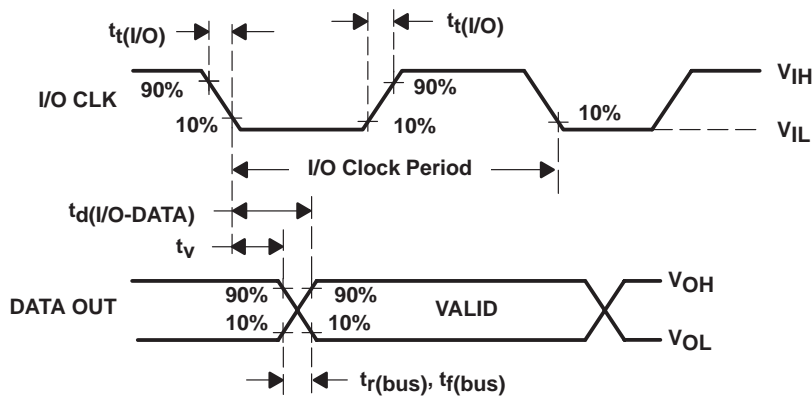 tt(I/O) tt(I/O)
I/O CLK
90% 90% VIH
10% 10% 10% VIL
I/O Clock Period
td(I/O-DATA)
tv
DATA OUT
90% 90% VALID VOH
10% 10% VOL
tr(bus), tf(bus)